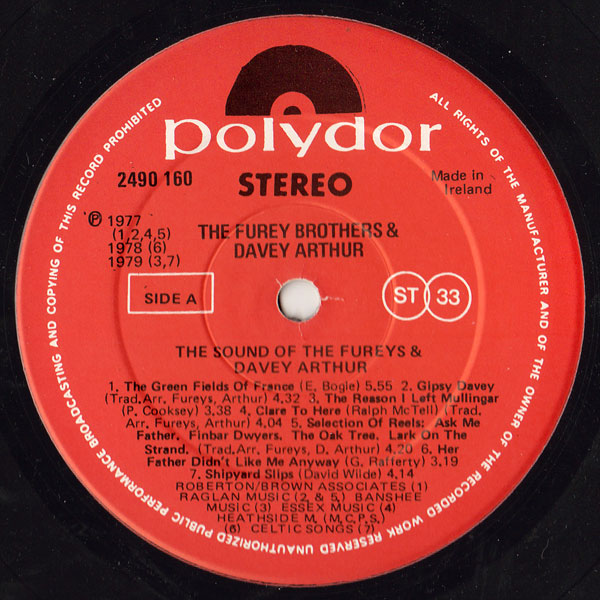 polydor
2490 160
STEREO
Made in
Ireland
℗ 1977
(1,2,4,5)
1978 (6)
1979 (3,7)
THE FUREY BROTHERS &
DAVEY ARTHUR
SIDE A
ST 33
THE SOUND OF THE FUREYS &
DAVEY ARTHUR
1. The Green Fields Of France (E. Bogle) 5.55 2. Gipsy Davey
(Trad.Arr. Fureys, Arthur) 4.32 3. The Reason I Left Mullingar
(P. Cooksey) 3.38 4. Clare To Here (Ralph McTell) (Trad.
Arr. Fureys, Arthur) 4.04 5. Selection Of Reels: Ask Me
Father. Finbar Dwyers. The Oak Tree. Lark On The
Strand. (Trad.Arr. Fureys, D. Arthur) 4.20 6. Her
Father Didn't Like Me Anyway (G. Rafferty) 3.19
7. Shipyard Slips (David Wilde) 4.14
ROBERTON/BROWN ASSOCIATES (1)
RAGLAN MUSIC (2, & 5,) BANSHEE
MUSIC (3) ESSEX MUSIC (4)
HEATHSIDE M. (M.C.P.S.)
(6) CELTIC SONGS (7)
ALL RIGHTS OF THE MANUFACTURER AND OF THE OWNER OF THE RECORDED WORK RESERVED UNAUTHORIZED PUBLIC PERFORMANCE BROADCASTING AND COPYING OF THIS RECORD PROHIBITED